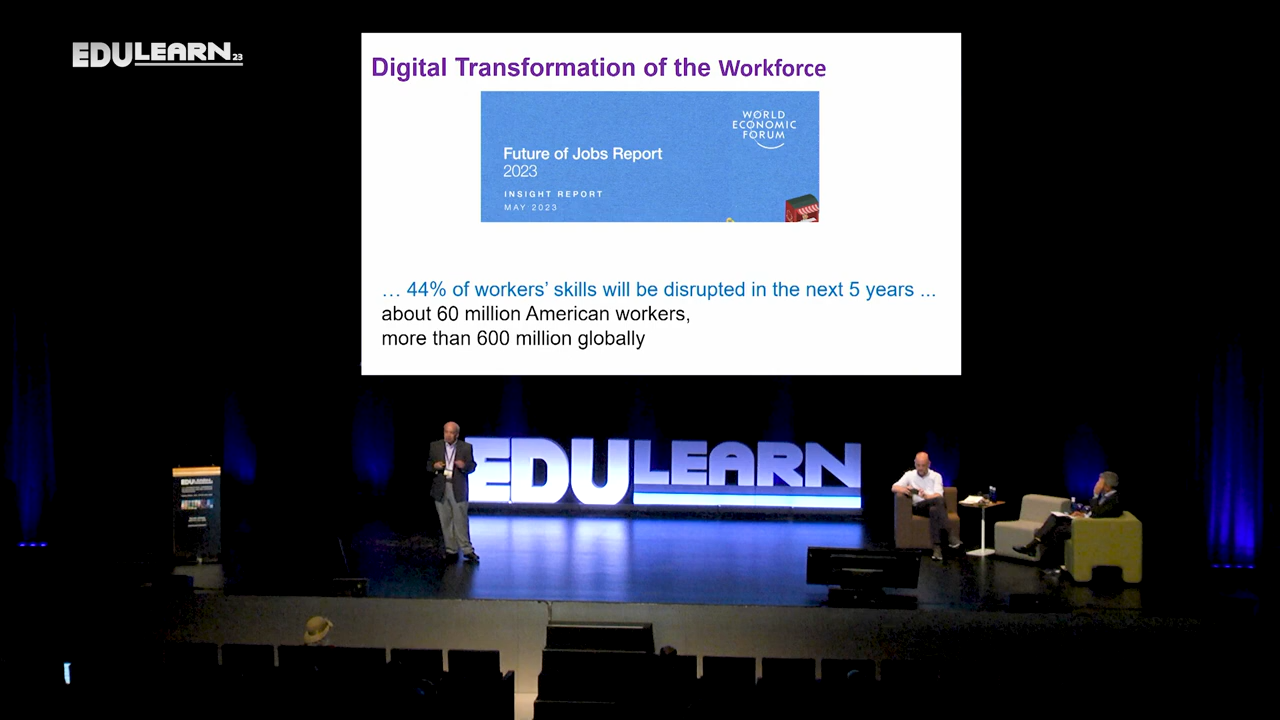 EDULEARN23
Digital Transformation of the Workforce
WORLD
ECONOMIC
FORUM
Future of Jobs Report
2023
INSIGHT REPORT
MAY 2023
… 44% of workers’ skills will be disrupted in the next 5 years ...
about 60 million American workers,
more than 600 million globally
EDULEARN